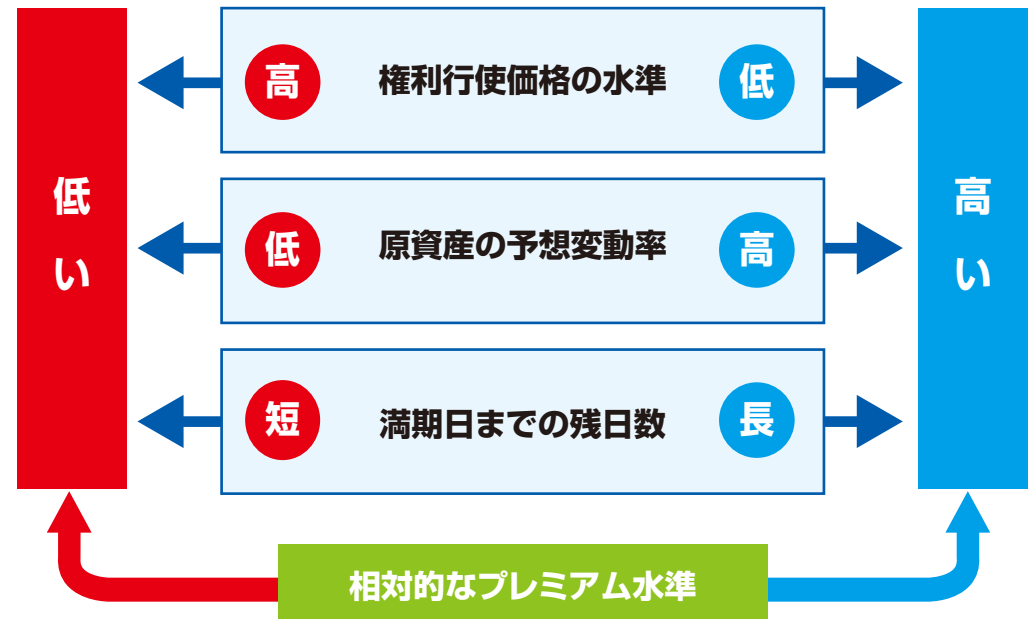 高 権利行使価格の水準 低
低い
低 原資産の予想変動率 高
高い
短 満期日までの残日数 長
相対的なプレミアム水準